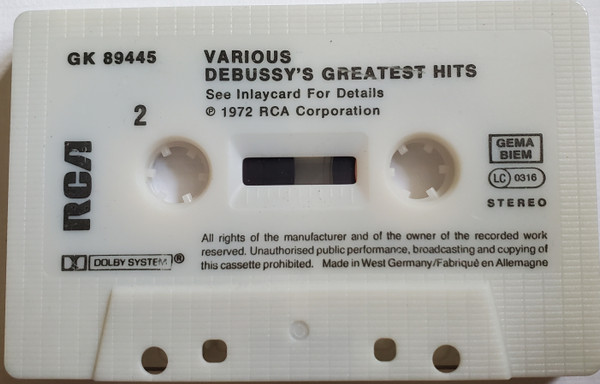 GK 89445
VARIOUS
DEBUSSY'S GREATEST HITS
See Inlaycard For Details
℗ 1972 RCA Corporation
2
RCA
GEMA
BIEM
LC 0316
STEREO
DOLBY SYSTEM ®
All rights of the manufacturer and of the owner of the recorded work
reserved. Unauthorised public performance, broadcasting and copying of
this cassette prohibited. Made in West Germany/Fabriqué en Allemagne